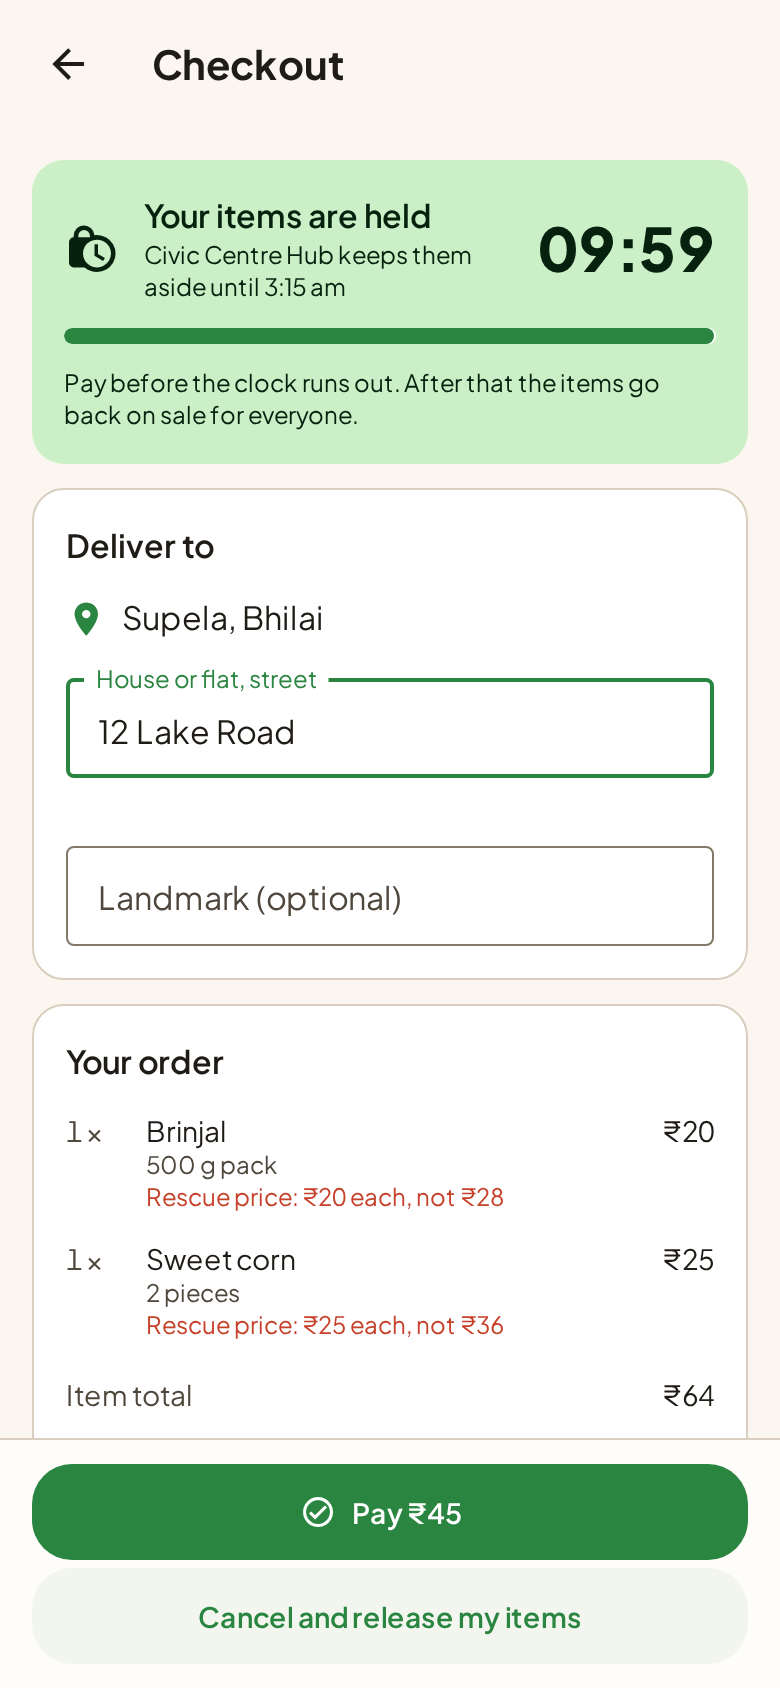 Checkout
Your items are held
Civic Centre Hub keeps them
aside until 3:15 am
09:59
Pay before the clock runs out. After that the items go
back on sale for everyone.
Deliver to
Supela, Bhilai
House or flat, street
12 Lake Road
Landmark (optional)
Your order
1 × Brinjal ₹20
500 g pack
Rescue price: ₹20 each, not ₹28
1 × Sweet corn ₹25
2 pieces
Rescue price: ₹25 each, not ₹36
Item total ₹64
Pay ₹45
Cancel and release my items